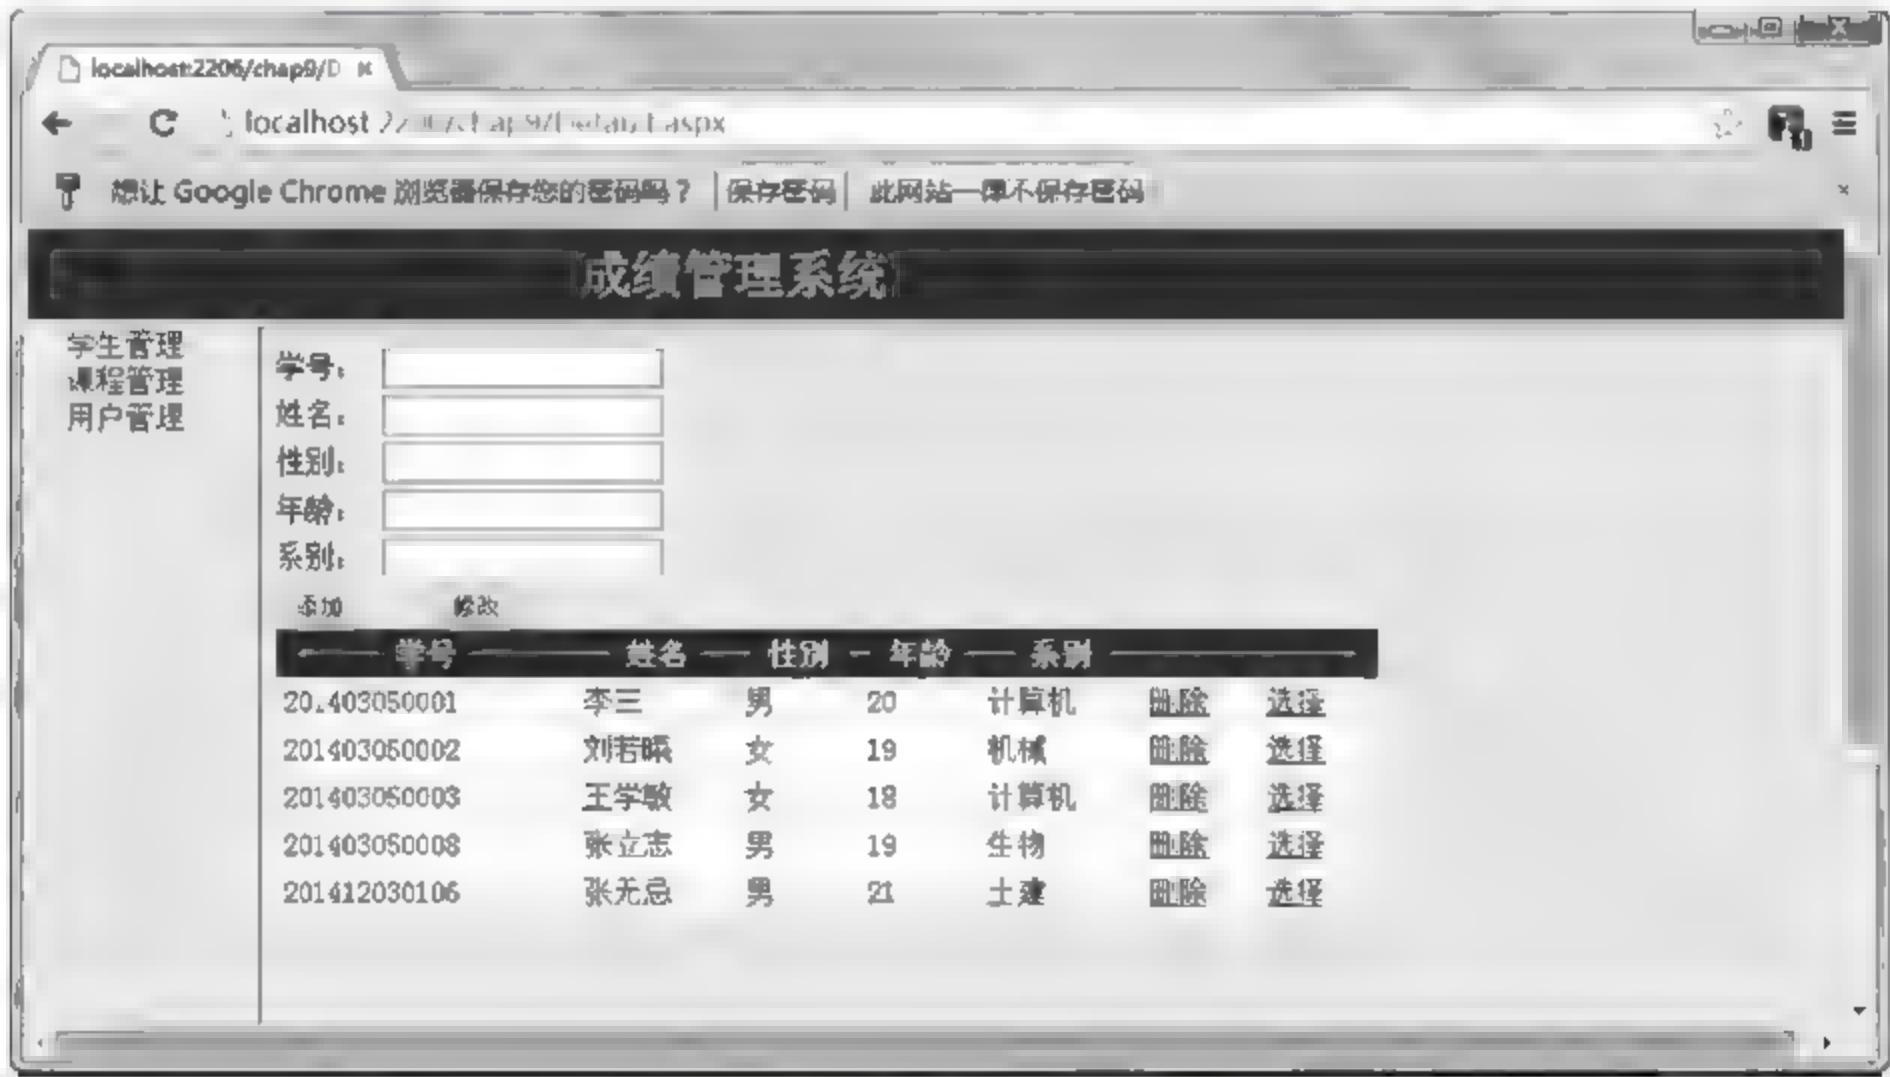 localhost:2206/chap9/D
localhost:2206/chap9/Default.aspx
想让 Google Chrome 浏览器保存您的密码吗？ 保存密码 此网站一律不保存密码
成绩管理系统
学生管理
课程管理
用户管理
学号：
姓名：
性别：
年龄：
系别：
添加 修改
学号 姓名 性别 年龄 系别
201403050001 李三 男 20 计算机 删除 选择
201403050002 刘若 女 19 机械 删除 选择
201403050003 王学敏 女 18 计算机 删除 选择
201403050008 张立志 男 19 生物 删除 选择
201412030106 张无忌 男 21 土建 删除 选择